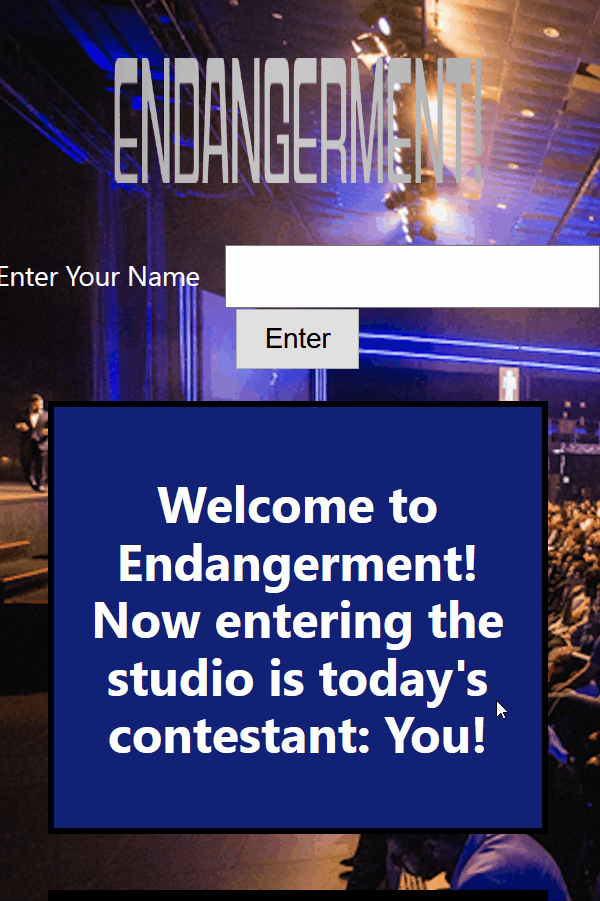 ENDANGERMENT!
Enter Your Name
Enter
Welcome to
Endangerment!
Now entering the
studio is today's
contestant: You!